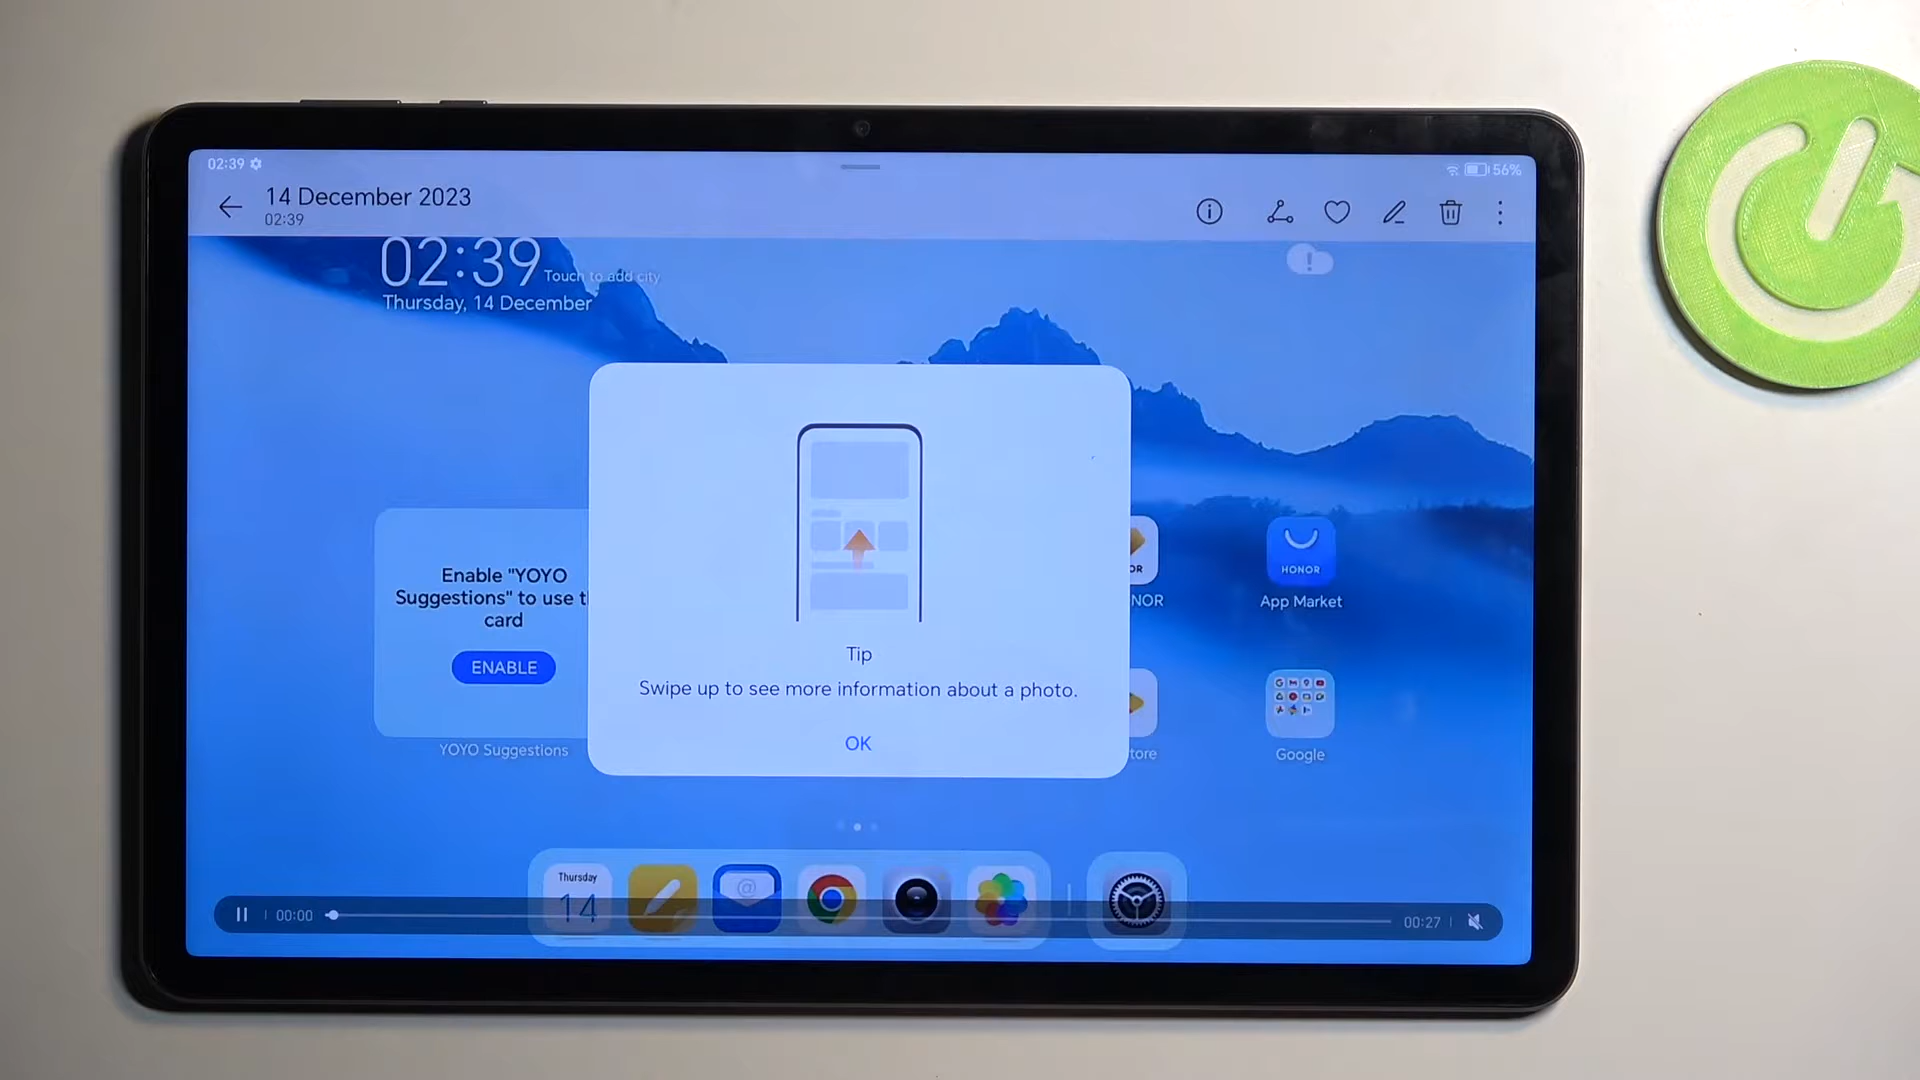 02:39
56%
14 December 2023
02:39
02:39 Touch to add city
Thursday, 14 December
Enable "YOYO
Suggestions" to use t
card
ENABLE
YOYO Suggestions
Tip
Swipe up to see more information about a photo.
OK
OR
NOR
HONOR
App Market
tore
Google
Thursday
14
@
00:00
00:27